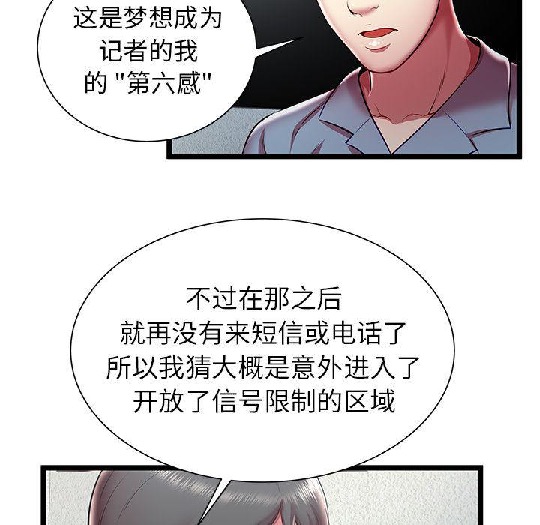 这是梦想成为
记者的我
的 "第六感"
不过在那之后
就再没有来短信或电话了
所以我猜大概是意外进入了
开放了信号限制的区域